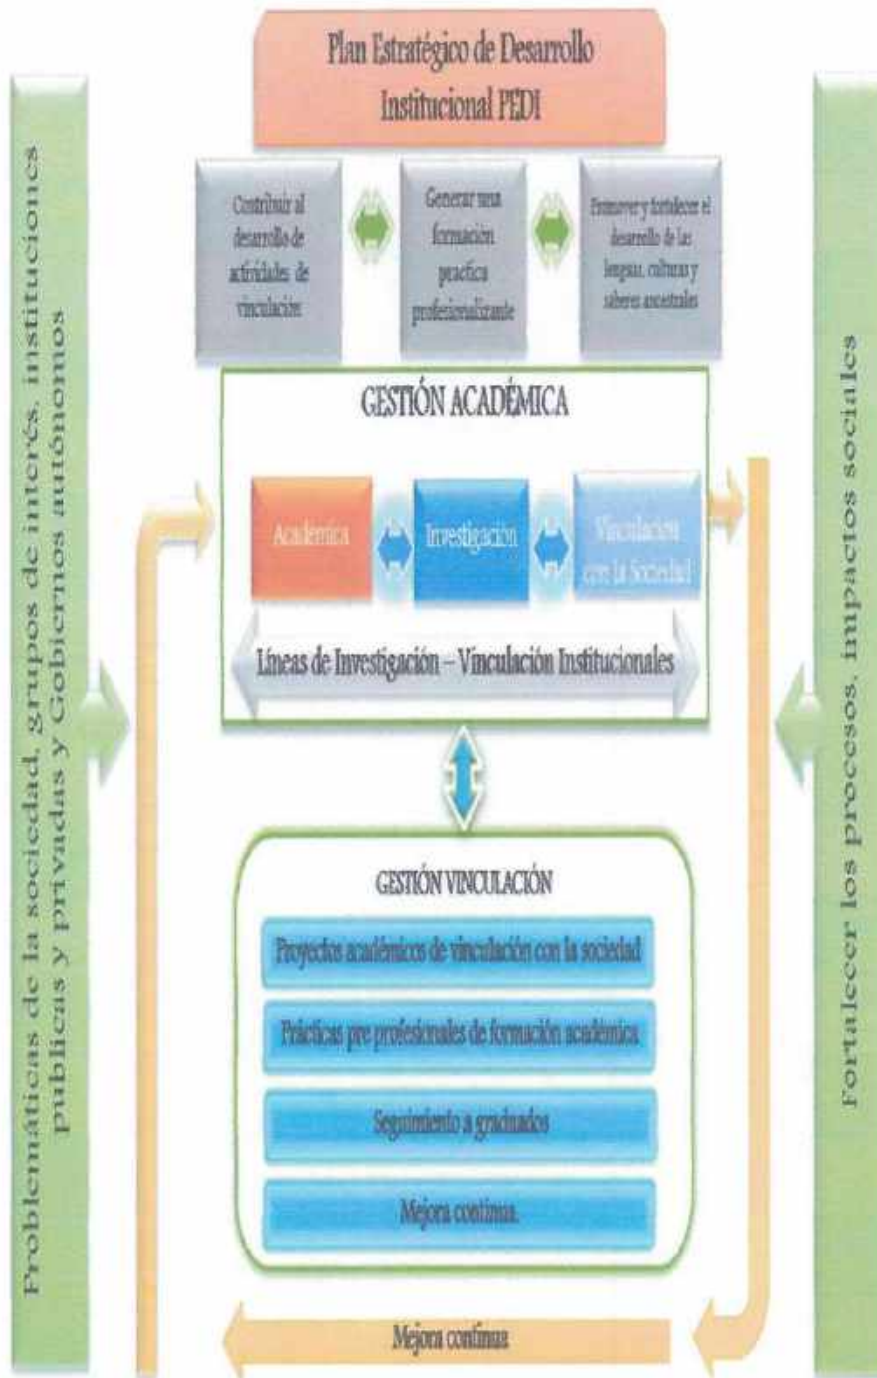 Plan Estratégico de Desarrollo
Institucional PEDI
Contribuir al
desarrollo de
actividades de
vinculación
Generar una
formación
practica
profesionalizante
Promover y fortalecer el
desarrollo de las
lenguas, culturas y
saberes ancestrales
Problemáticas de la sociedad, grupos de interés, instituciones
publicas y privadas y Gobiernos autónomos
GESTIÓN ACADÉMICA
Académica
Investigación
Vinculación
con la Sociedad
Líneas de Investigación – Vinculación Institucionales
GESTIÓN VINCULACIÓN
Proyectos académicos de vinculación con la sociedad
Prácticas pre profesionales de formación académica
Seguimiento a graduados
Mejora continua.
Mejora continua
Fortalecer los procesos, impactos sociales